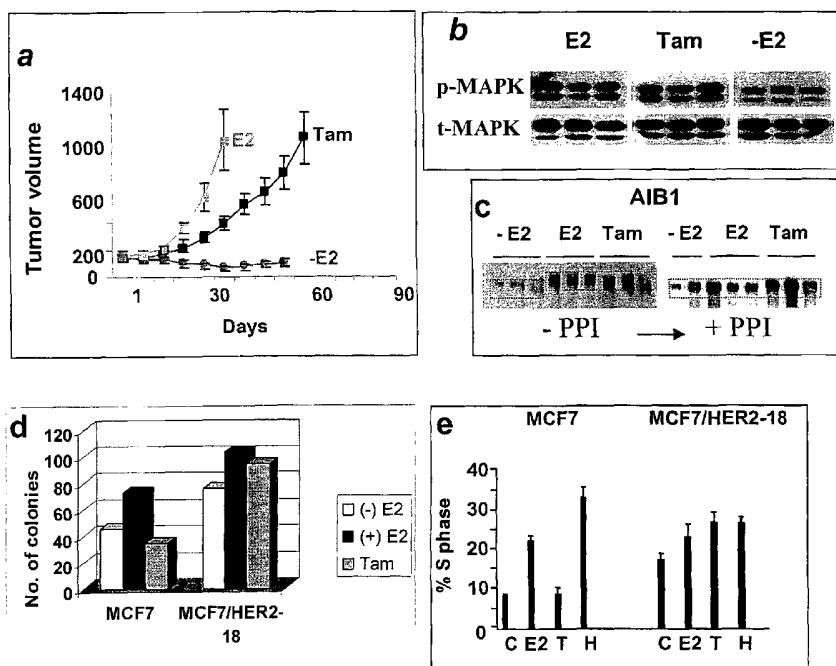 a
1400
1000
600
200
0
Tumor volume
E2
Tam
-E2
1 30 60 90
Days
b
E2 Tam -E2
p-MAPK
t-MAPK
c
AIB1
- E2 E2 Tam - E2 E2 Tam
- PPI → + PPI
d
120
100
80
60
40
20
0
No. of colonies
MCF7 MCF7/HER2-
18
(-) E2
(+) E2
Tam
e
MCF7 MCF7/HER2-18
40
30
20
10
0
% S phase
C E2 T H C E2 T H